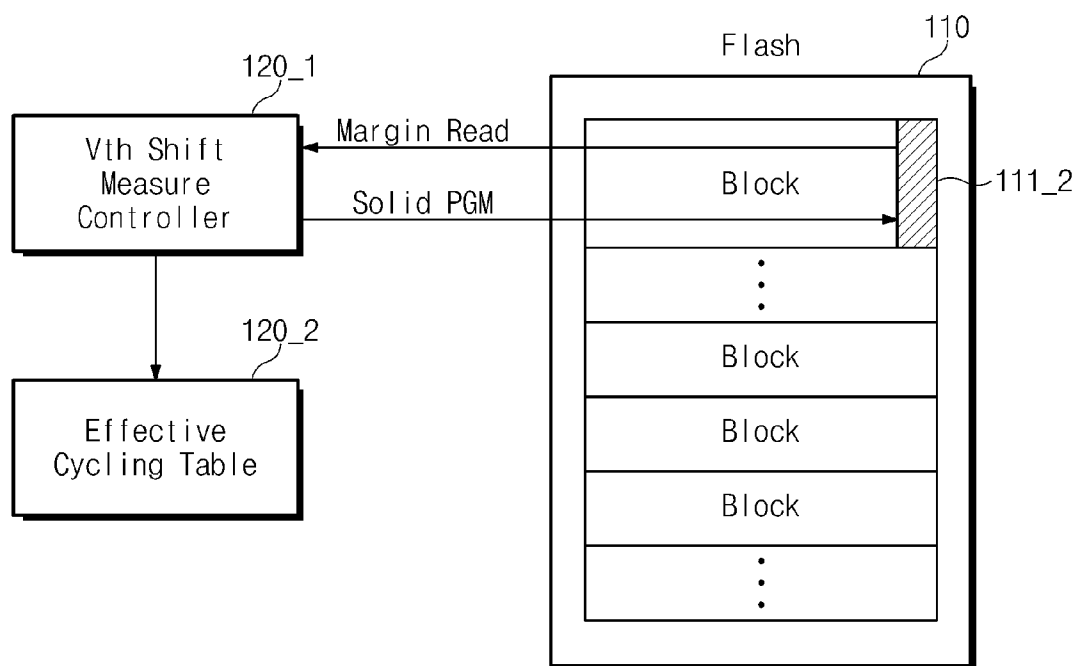 Flash
110
120_1
Vth Shift
Measure
Controller
Margin Read
Solid PGM
Block
111_2
120_2
Effective
Cycling Table
Block
Block
Block